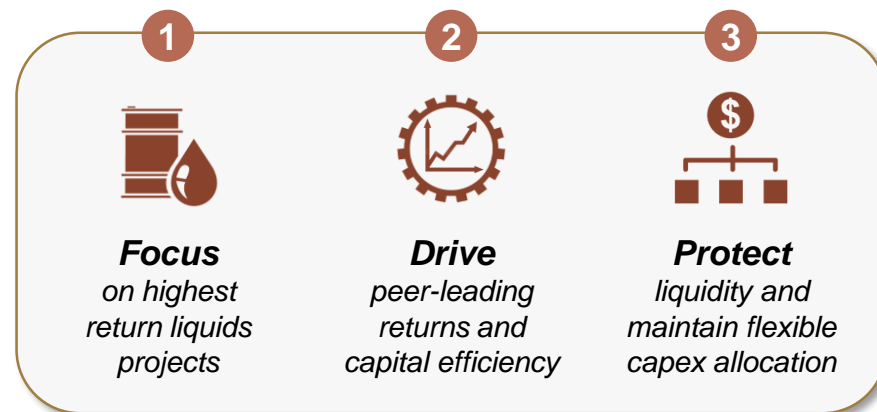 1
2
3
$
Focus
on highest
return liquids
projects
Drive
peer-leading
returns and
capital efficiency
Protect
liquidity and
maintain flexible
capex allocation